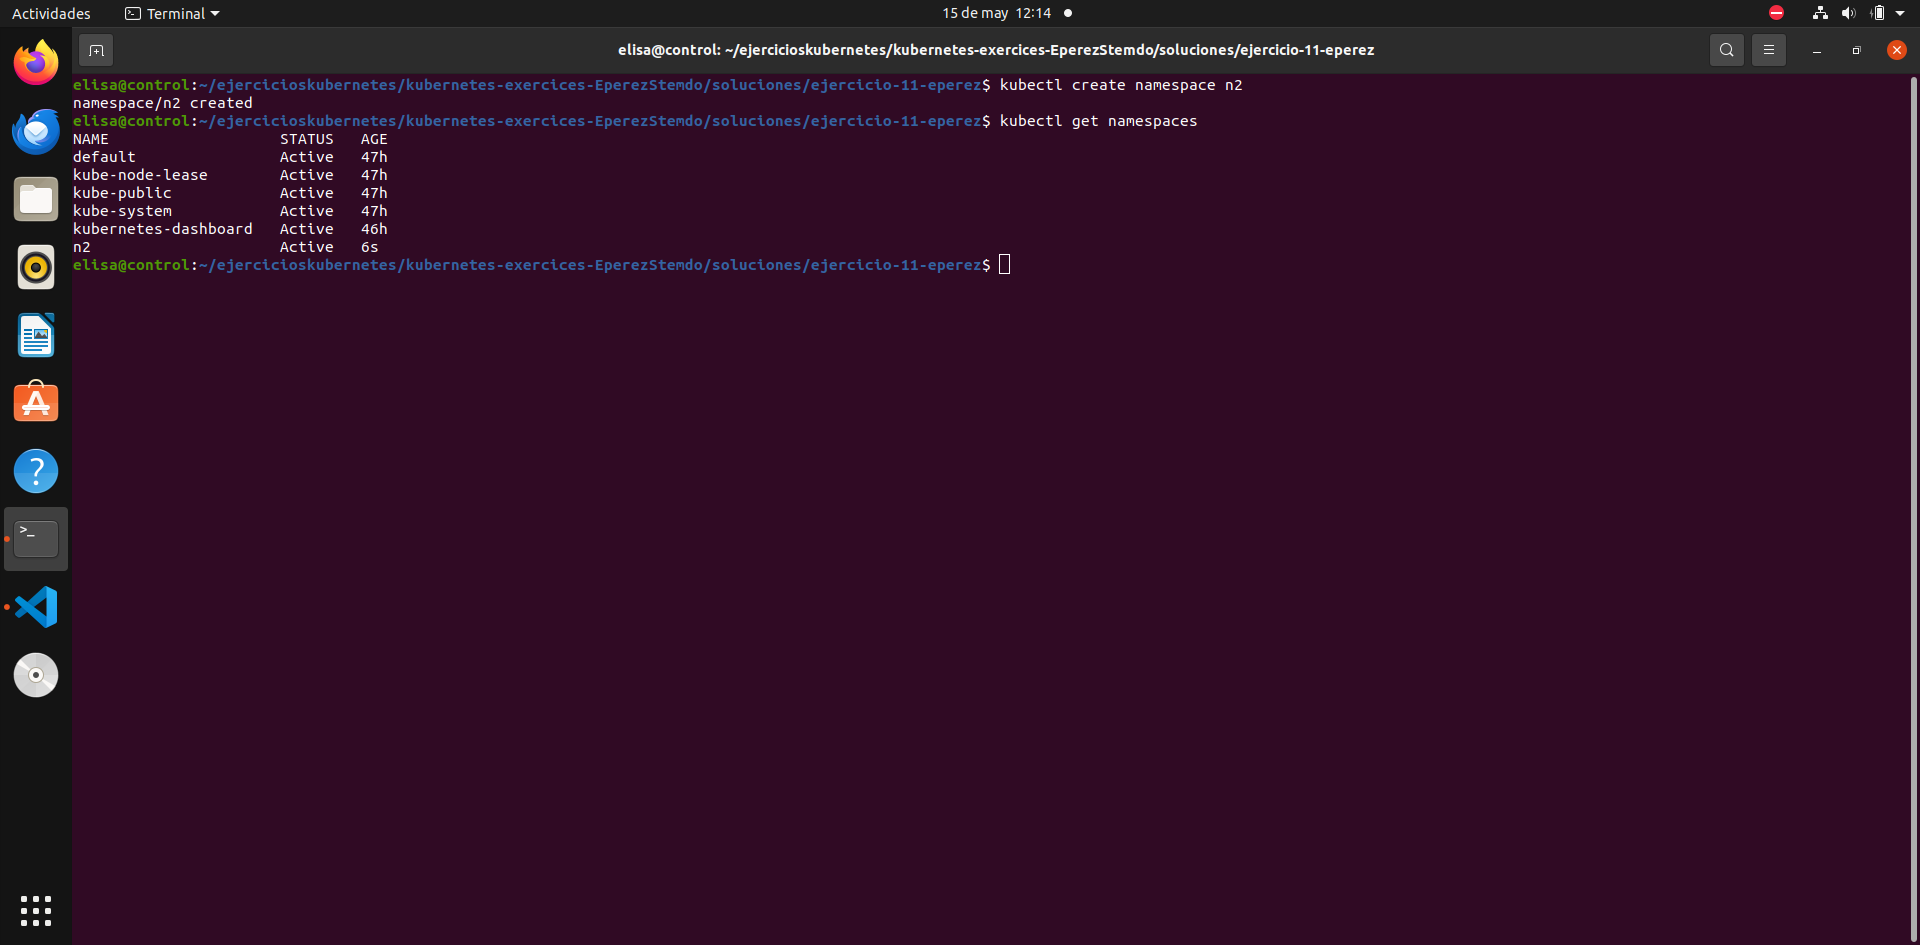 Actividades Terminal 15 de may 12:14
elisa@control: ~/ejercicioskubernetes/kubernetes-exercices-EperezStemdo/soluciones/ejercicio-11-eperez
elisa@control:~/ejercicioskubernetes/kubernetes-exercices-EperezStemdo/soluciones/ejercicio-11-eperez$ kubectl create namespace n2
namespace/n2 created
elisa@control:~/ejercicioskubernetes/kubernetes-exercices-EperezStemdo/soluciones/ejercicio-11-eperez$ kubectl get namespaces
NAME STATUS AGE
default Active 47h
kube-node-lease Active 47h
kube-public Active 47h
kube-system Active 47h
kubernetes-dashboard Active 46h
n2 Active 6s
elisa@control:~/ejercicioskubernetes/kubernetes-exercices-EperezStemdo/soluciones/ejercicio-11-eperez$